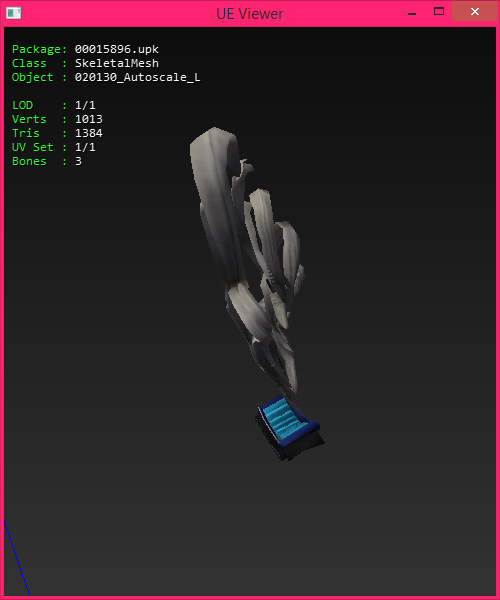 UE Viewer
Package: 00015896.upk
Class  : SkeletalMesh
Object : 020130_Autoscale_L
LOD    : 1/1
Verts  : 1013
Tris   : 1384
UV Set : 1/1
Bones  : 3